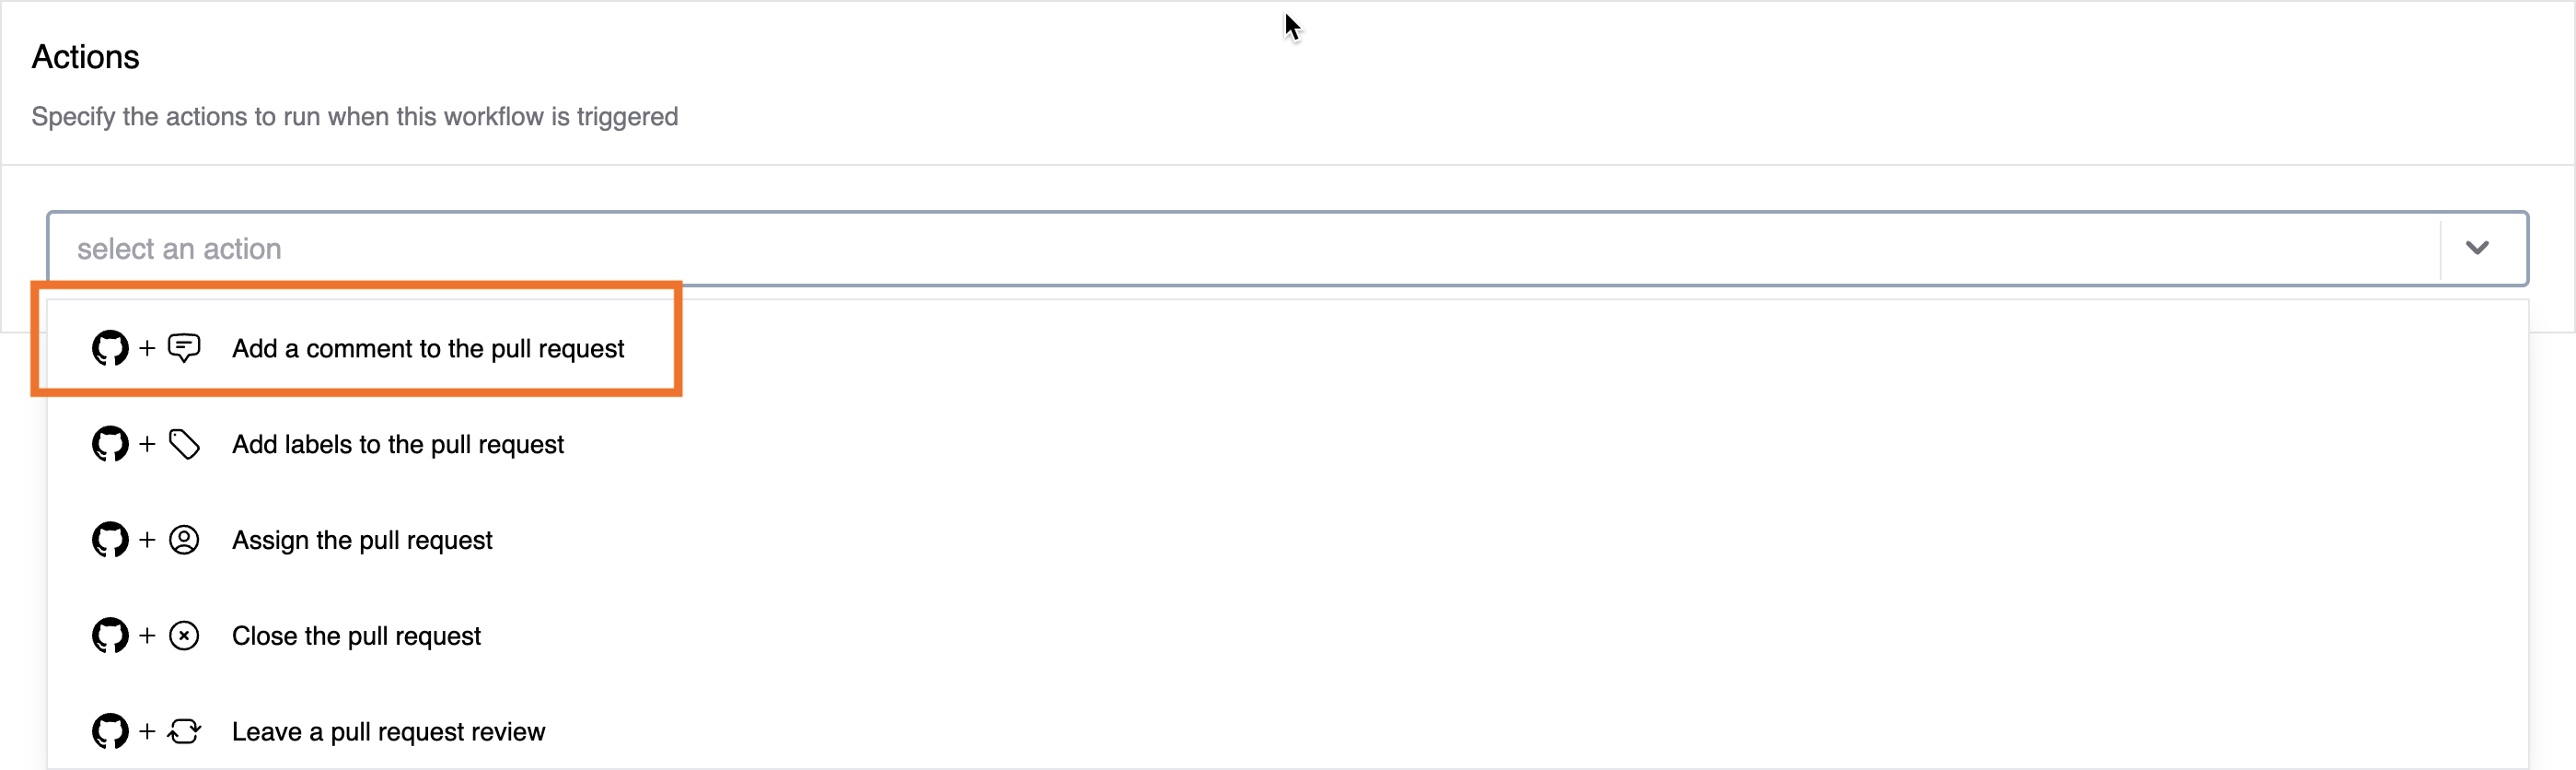 Actions
Specify the actions to run when this workflow is triggered
select an action
Add a comment to the pull request
Add labels to the pull request
Assign the pull request
Close the pull request
Leave a pull request review